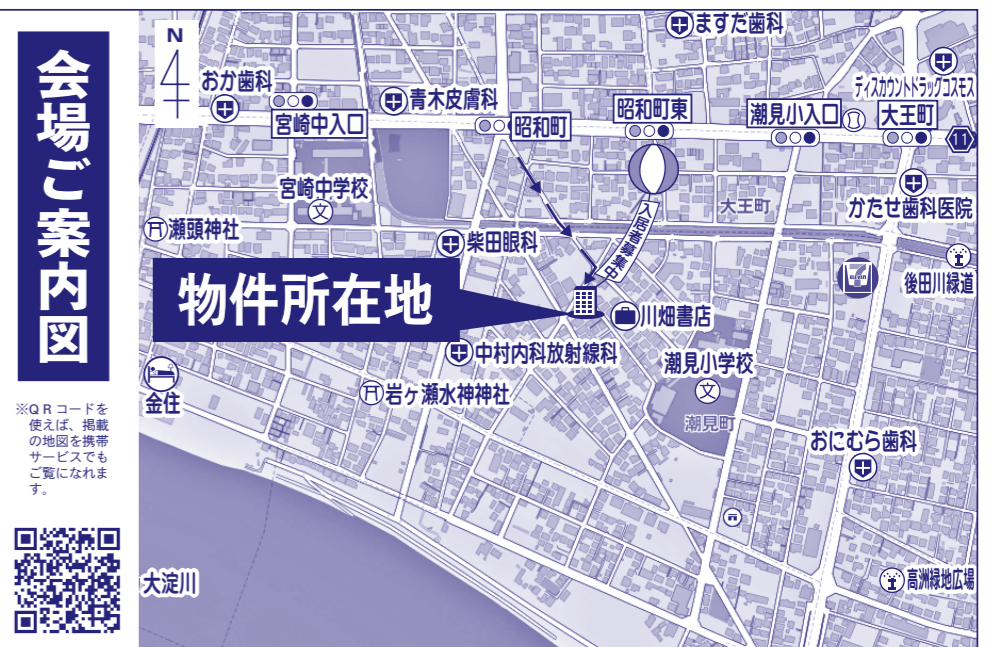 会場ご案内図
※QRコードを
使えば、掲載
の地図を携帯
サービスでも
ご覧になれま
す。
N
ますだ歯科
おか歯科
青木皮膚科
ディスカウントドラッグコスモス
宮崎中入口
昭和町
昭和町東
潮見小入口
大王町
11
宮崎中学校
文
大王町
かたせ歯科医院
瀬頭神社
柴田眼科
入居者募集中
後田川緑道
7
ELEVEN
物件所在地
川畑書店
中村内科放射線科
潮見小学校
文
金住
岩ヶ瀬水神神社
潮見町
おにむら歯科
大淀川
高洲緑地広場